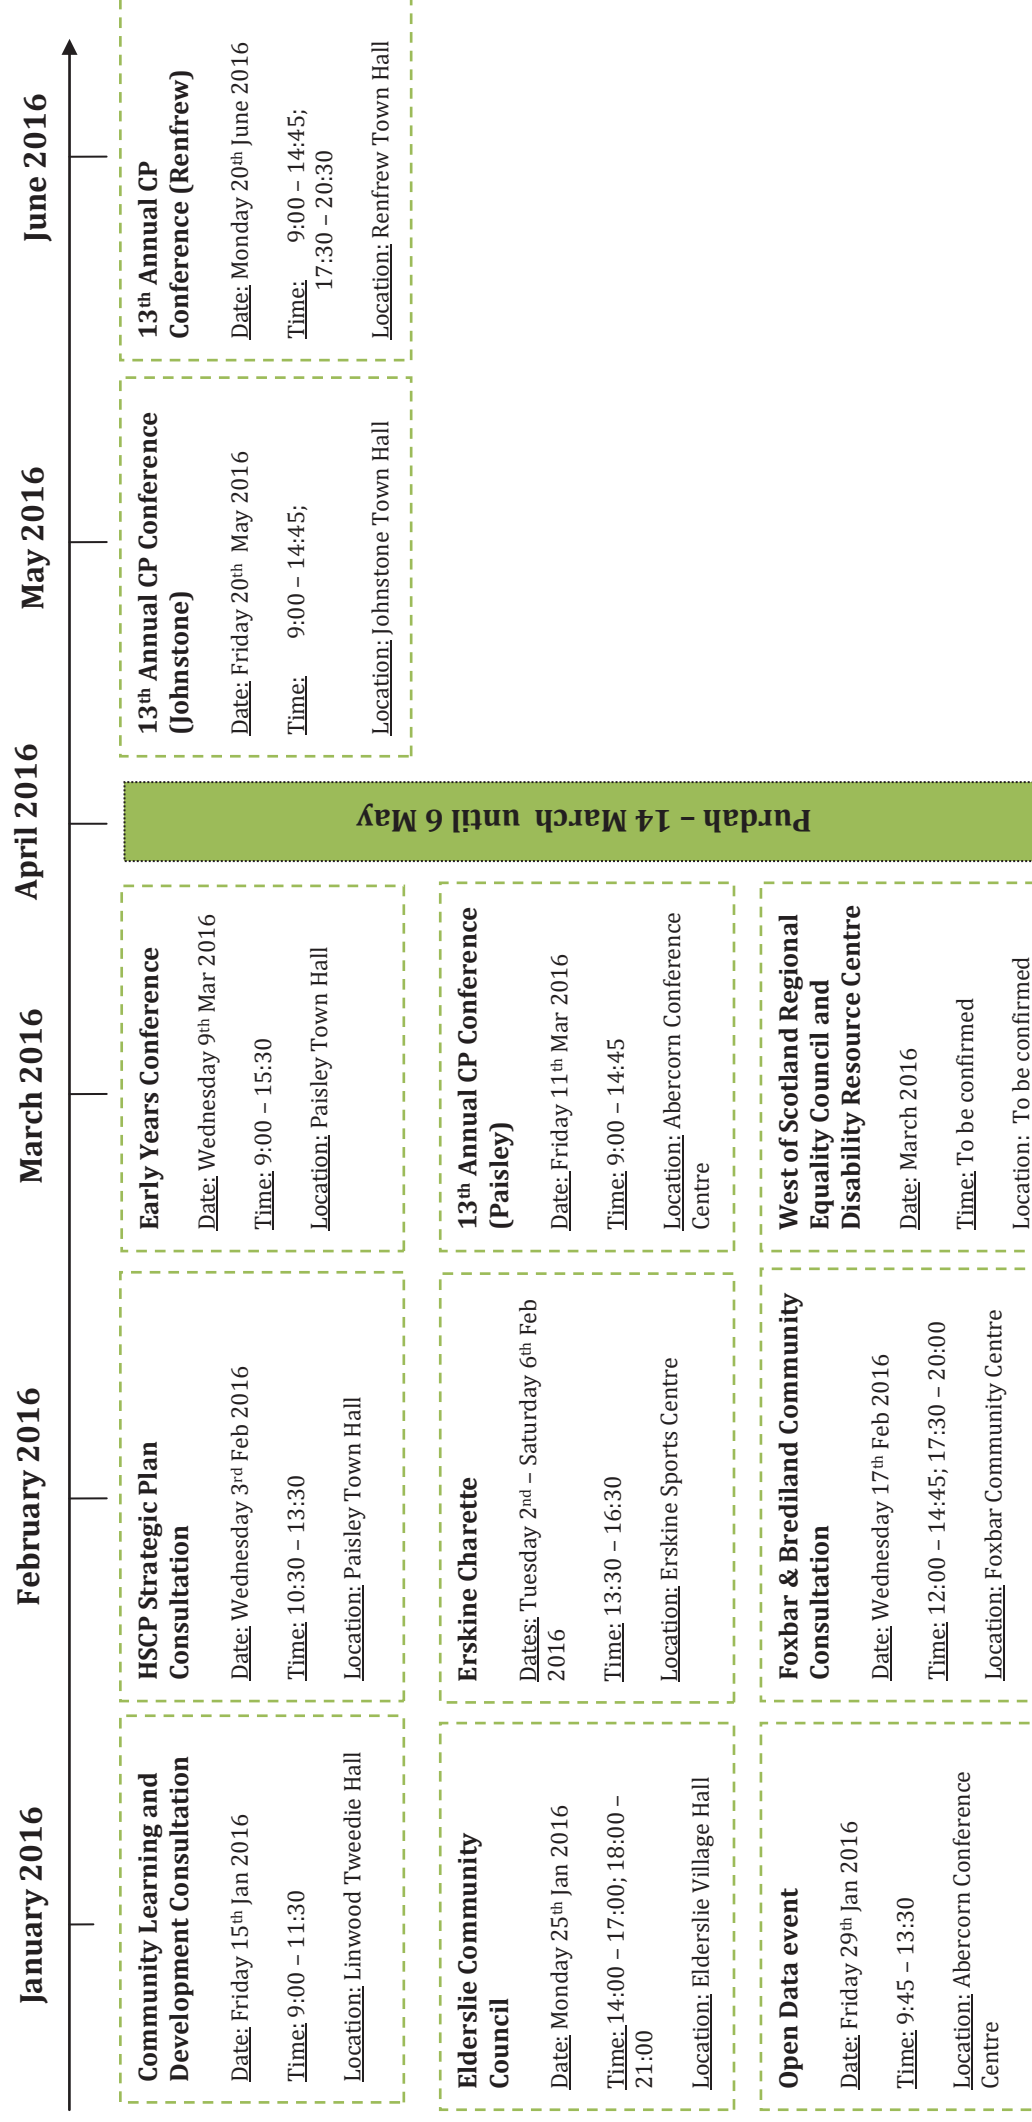 January 2016
February 2016
March 2016
April 2016
May 2016
June 2016
Community Learning and
Development Consultation
Date: Friday 15th Jan 2016
Time: 9:00 – 11:30
Location: Linwood Tweedie Hall
HSCP Strategic Plan
Consultation
Date: Wednesday 3rd Feb 2016
Time: 10:30 – 13:30
Location: Paisley Town Hall
Early Years Conference
Date: Wednesday 9th Mar 2016
Time: 9:00 – 15:30
Location: Paisley Town Hall
Purdah – 14 March until 6 May
13th Annual CP Conference
(Johnstone)
Date: Friday 20th May 2016
Time: 9:00 – 14:45;
Location: Johnstone Town Hall
13th Annual CP
Conference (Renfrew)
Date: Monday 20th June 2016
Time: 9:00 – 14:45;
17:30 – 20:30
Location: Renfrew Town Hall
Elderslie Community
Council
Date: Monday 25th Jan 2016
Time: 14:00 – 17:00; 18:00 –
21:00
Location: Elderslie Village Hall
Erskine Charette
Dates: Tuesday 2nd – Saturday 6th Feb
2016
Time: 13:30 – 16:30
Location: Erskine Sports Centre
13th Annual CP Conference
(Paisley)
Date: Friday 11th Mar 2016
Time: 9:00 – 14:45
Location: Abercorn Conference
Centre
Open Data event
Date: Friday 29th Jan 2016
Time: 9:45 – 13:30
Location: Abercorn Conference
Centre
Foxbar & Brediland Community
Consultation
Date: Wednesday 17th Feb 2016
Time: 12:00 – 14:45; 17:30 – 20:00
Location: Foxbar Community Centre
West of Scotland Regional
Equality Council and
Disability Resource Centre
Date: March 2016
Time: To be confirmed
Location: To be confirmed